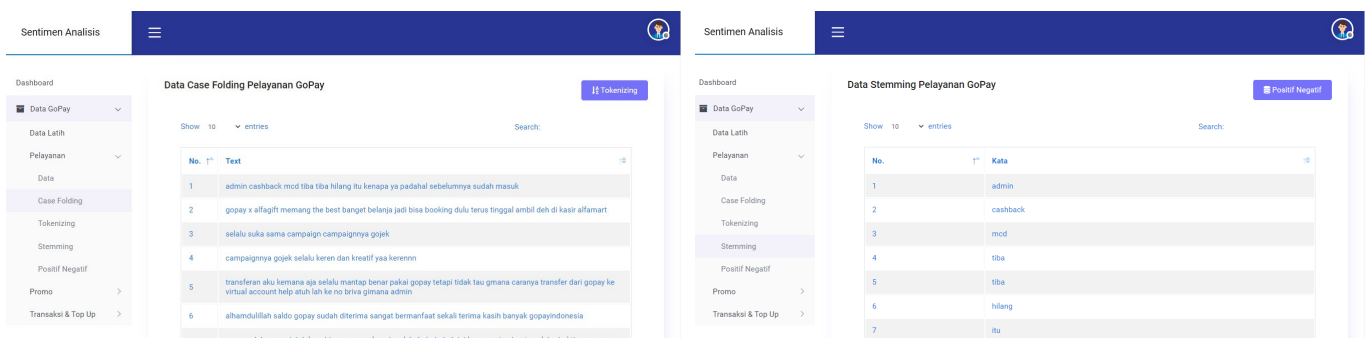 Sentimen Analisis
Dashboard
Data GoPay
Data Latih
Pelayanan
Data
Case Folding
Tokenizing
Stemming
Positif Negatif
Promo
Transaksi & Top Up
Data Case Folding Pelayanan GoPay
Tokenizing
Show 10 entries
Search:
No. Text
1 admin cashback mcd tiba tiba hilang itu kenapa ya padahal sebelumnya sudah masuk
2 gopay x alfagift memang the best banget belanja jadi bisa booking dulu terus tinggal ambil deh di kasir alfamart
3 selalu suka sama campaign campaignnya gojek
4 campaignnya gojek selalu keren dan kreatif yaa kerennn
5 transferan aku kemana aja selalu mantap benar pakai gopay tetapi tidak tau gmana caranya transfer dari gopay ke
virtual account help atuh lah ke no briva gimana admin
6 alhamdulillah saldo gopay sudah diterima sangat bermanfaat sekali terima kasih banyak gopayindonesia
Sentimen Analisis
Dashboard
Data GoPay
Data Latih
Pelayanan
Data
Case Folding
Tokenizing
Stemming
Positif Negatif
Promo
Transaksi & Top Up
Data Stemming Pelayanan GoPay
Positif Negatif
Show 10 entries
Search:
No. Kata
1 admin
2 cashback
3 mcd
4 tiba
5 tiba
6 hilang
7 itu